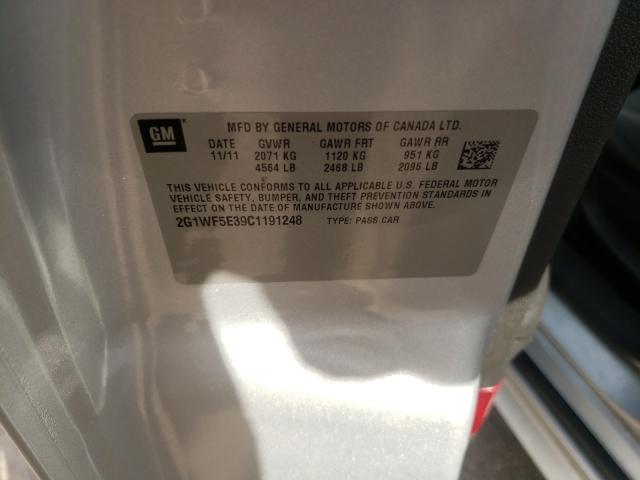 GM
MFD BY GENERAL MOTORS OF CANADA LTD.
DATE GVWR GAWR FRT GAWR RR
11/11 2071 KG 1120 KG 951 KG
4564 LB 2468 LB 2096 LB
THIS VEHICLE CONFORMS TO ALL APPLICABLE U.S. FEDERAL MOTOR
VEHICLE SAFETY, BUMPER, AND THEFT PREVENTION STANDARDS IN
EFFECT ON THE DATE OF MANUFACTURE SHOWN ABOVE.
2G1WF5E39C1191248 TYPE: PASS CAR